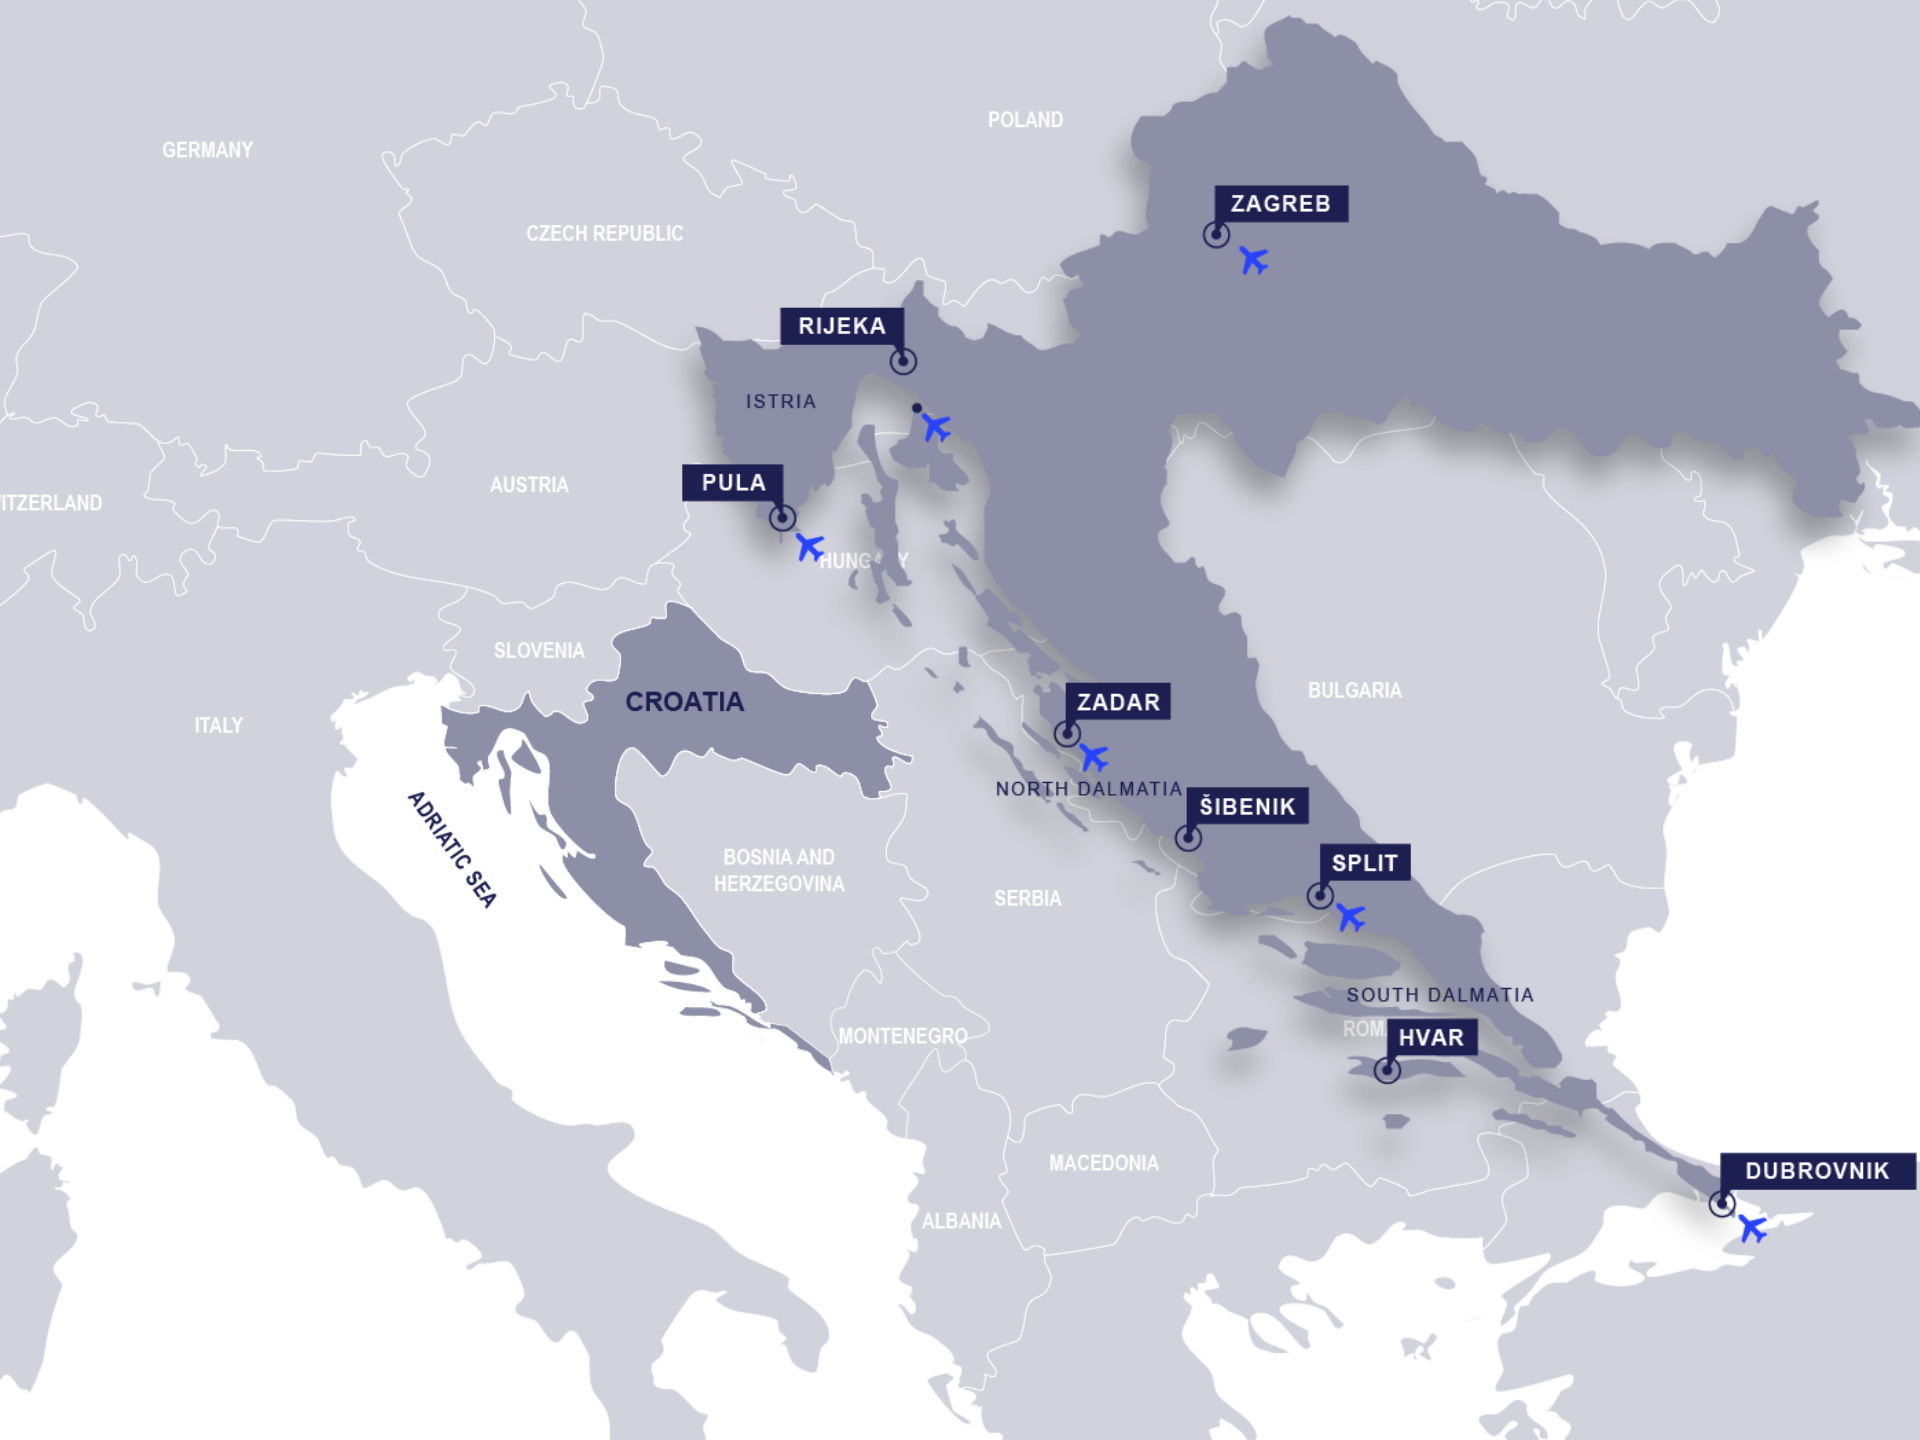 POLAND
GERMANY
ZAGREB
CZECH REPUBLIC
RIJEKA
ISTRIA
PULA
AUSTRIA
ITZERLAND
SLOVENIA
CROATIA
ZADAR
BULGARIA
ITALY
NORTH DALMATIA
ŠIBENIK
ADRIATIC SEA
BOSNIA AND
HERZEGOVINA
SPLIT
SERBIA
SOUTH DALMATIA
MONTENEGRO
HVAR
MACEDONIA
DUBROVNIK
ALBANIA